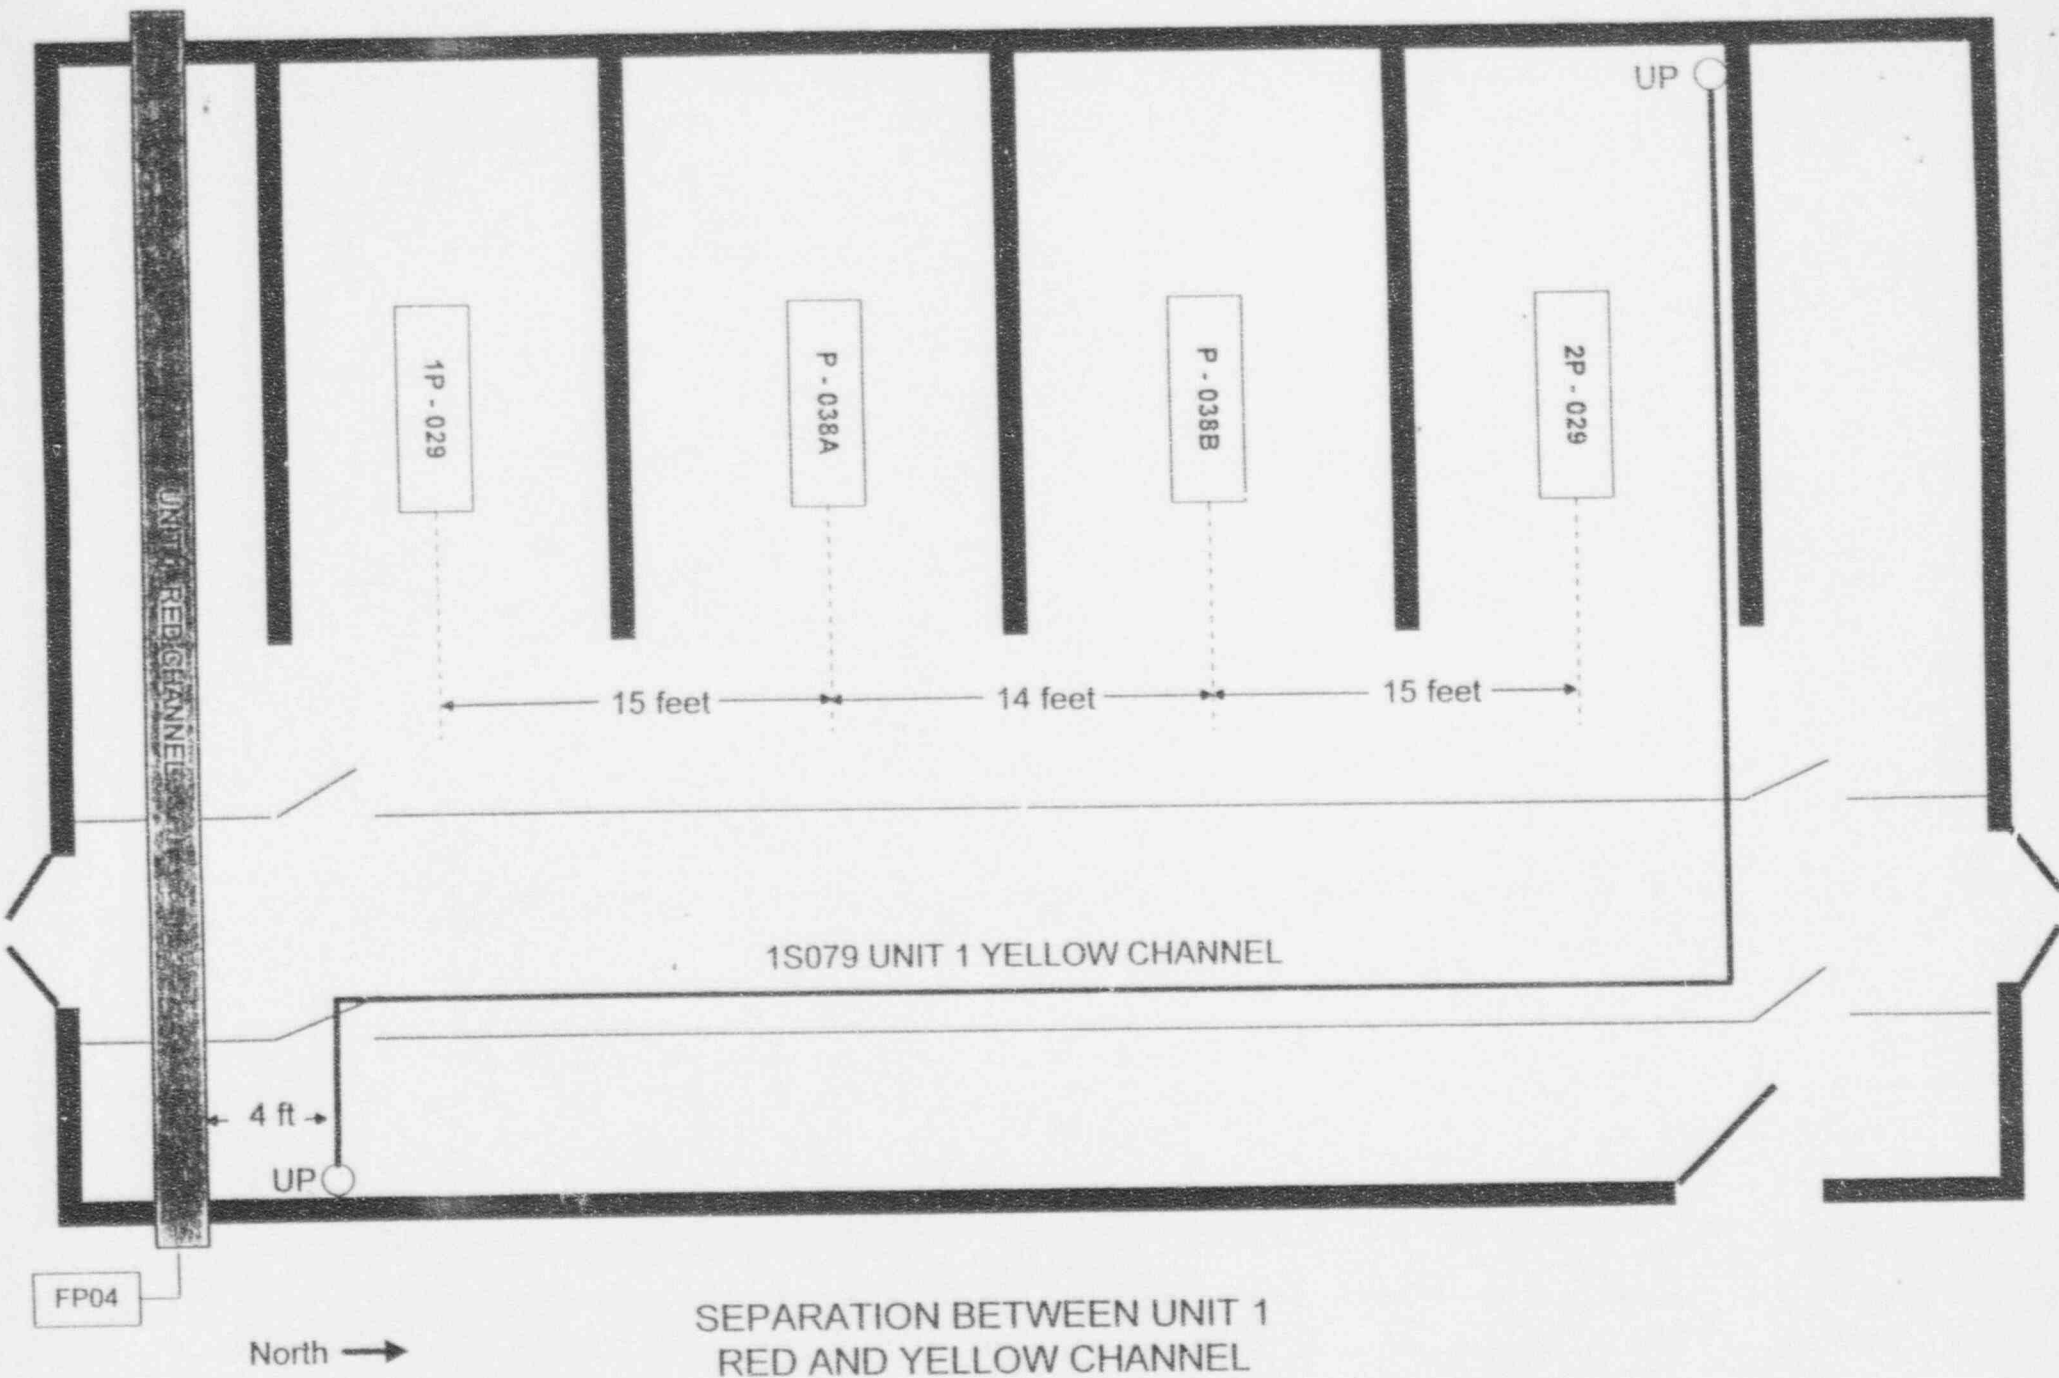 UP
1P - 029
P - 038A
P - 038B
2P - 029
UNIT 1 RED CHANNEL
15 feet
14 feet
15 feet
1S079 UNIT 1 YELLOW CHANNEL
4 ft
UP
FP04
North
SEPARATION BETWEEN UNIT 1
RED AND YELLOW CHANNEL